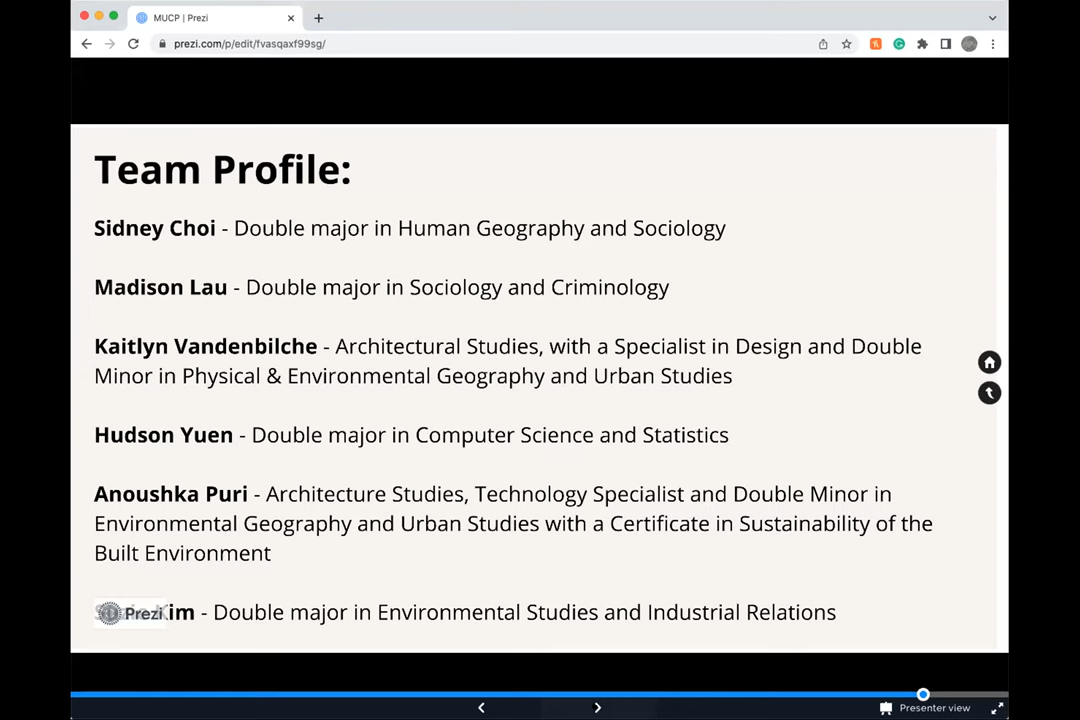 MUCP | Prezi
prezi.com/p/edit/fvasqaxf99sg/
Team Profile:
Sidney Choi - Double major in Human Geography and Sociology
Madison Lau - Double major in Sociology and Criminology
Kaitlyn Vandenbilche - Architectural Studies, with a Specialist in Design and Double
Minor in Physical & Environmental Geography and Urban Studies
Hudson Yuen - Double major in Computer Science and Statistics
Anoushka Puri - Architecture Studies, Technology Specialist and Double Minor in
Environmental Geography and Urban Studies with a Certificate in Sustainability of the
Built Environment
Prezi Kim - Double major in Environmental Studies and Industrial Relations
Presenter view